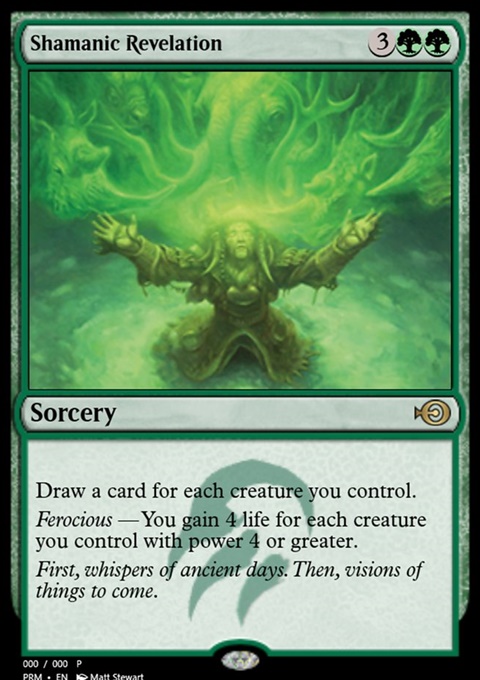 Shamanic Revelation 3
Sorcery
Draw a card for each creature you control.
Ferocious — You gain 4 life for each creature
you control with power 4 or greater.
First, whispers of ancient days. Then, visions of
things to come.
000 / 000 P
PRM • EN Matt Stewart